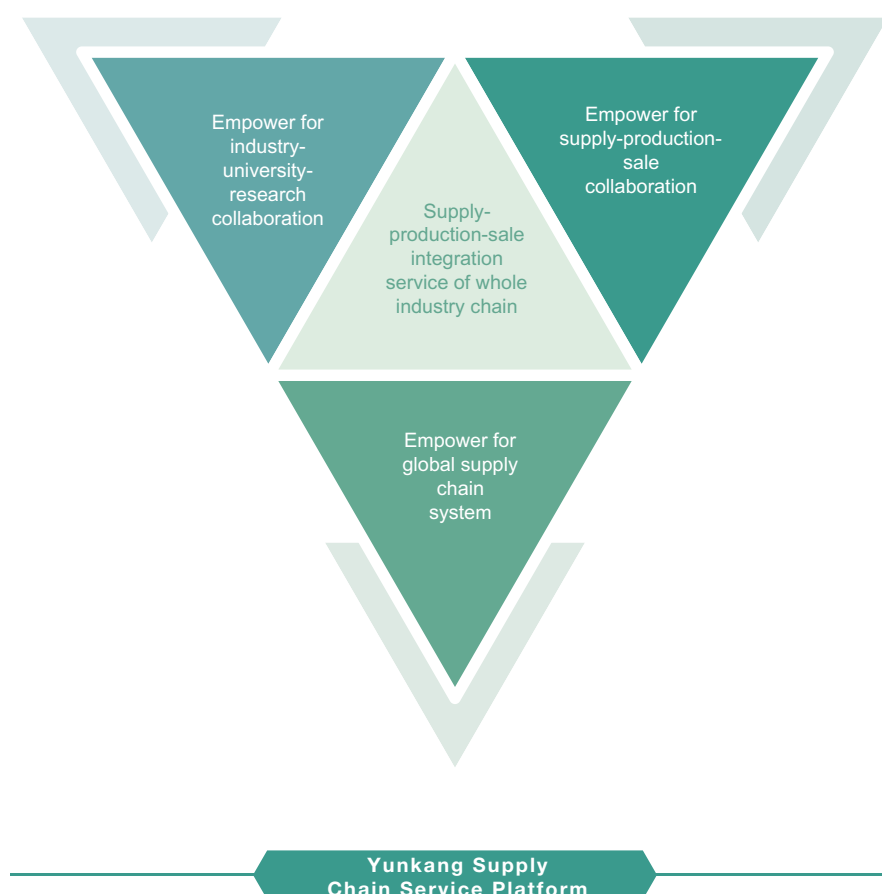 Empower for
industry-
university-
research
collaboration
Empower for
supply-production-
sale
collaboration
Supply-
production-sale
integration
service of whole
industry chain
Empower for
global supply
chain
system
Yunkang Supply
Chain Service Platform